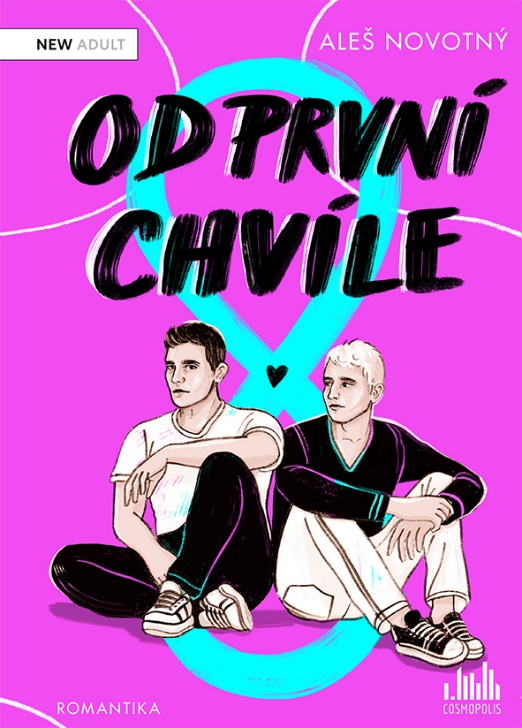 NEW ADULT
ALEŠ NOVOTNÝ
OD PRVNÍ
CHVÍLE
ROMANTIKA
COSMOPOLIS